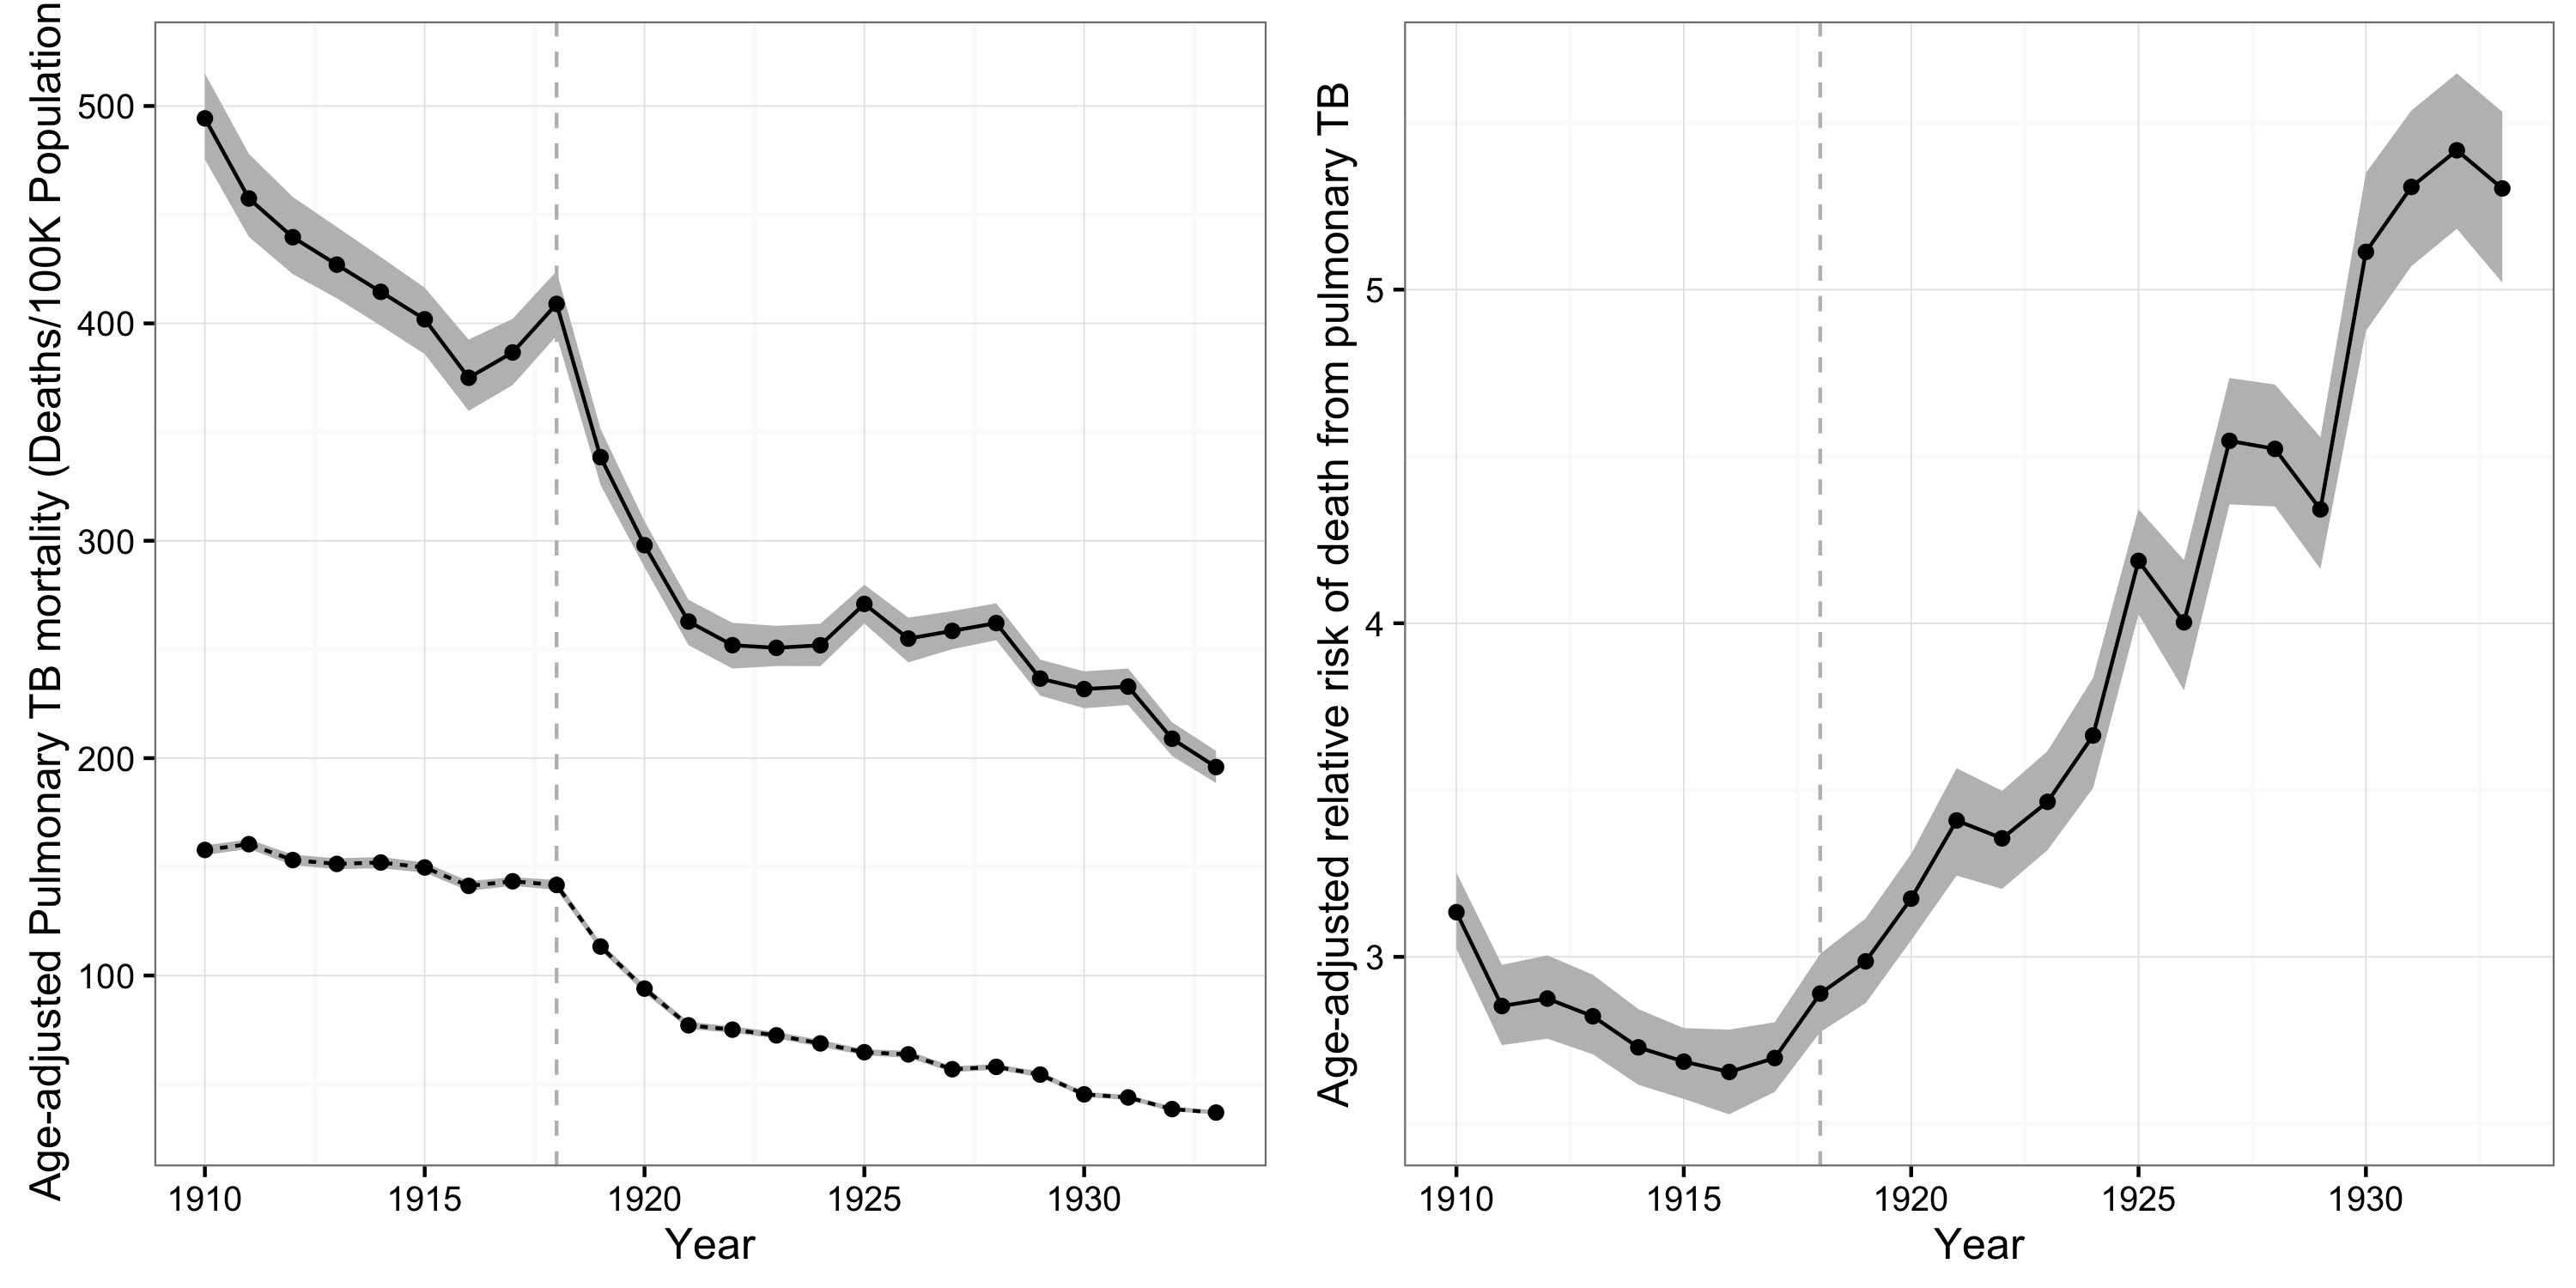 Age-adjusted Pulmonary TB mortality (Deaths/100K Population
500
400
300
200
100
1910 1915 1920 1925 1930
Year
Age-adjusted relative risk of death from pulmonary TB
5
4
3
1910 1915 1920 1925 1930
Year